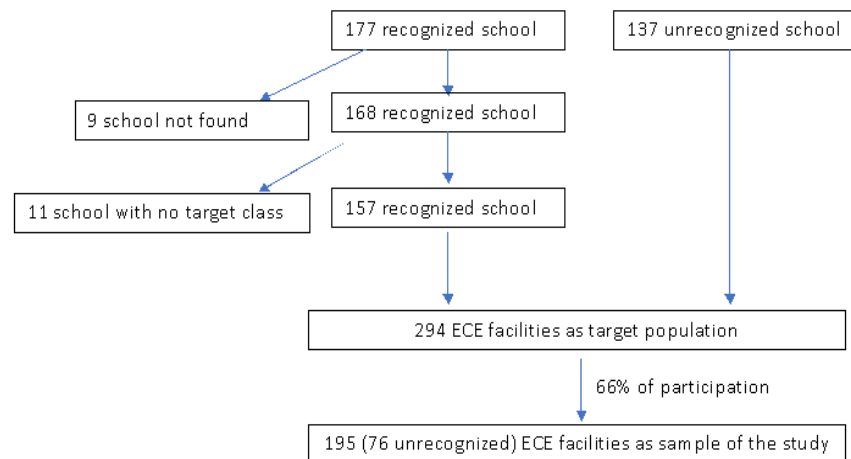 177 recognized school
137 unrecognized school
9 school not found
168 recognized school
11 school with no target class
157 recognized school
294 ECE facilities as target population
66% of participation
195 (76 unrecognized) ECE facilities as sample of the study